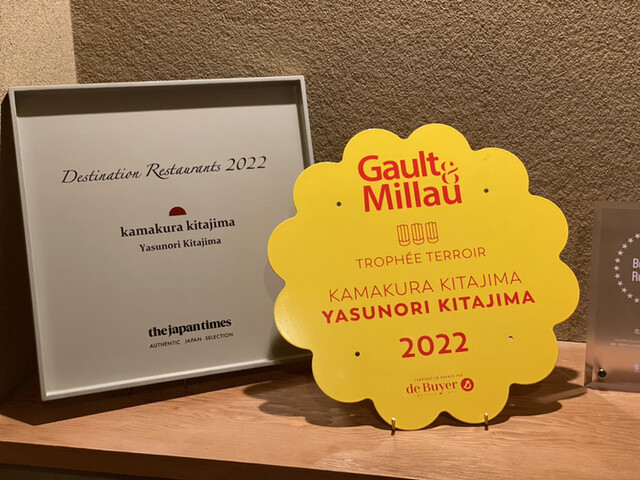 Destination Restaurants 2022
kamakura kitajima
Yasunori Kitajima
the japan times
AUTHENTIC JAPAN SELECTION
Gault&
Millau
TROPHÉE TERROIR
KAMAKURA KITAJIMA
YASUNORI KITAJIMA
2022
de Buyer